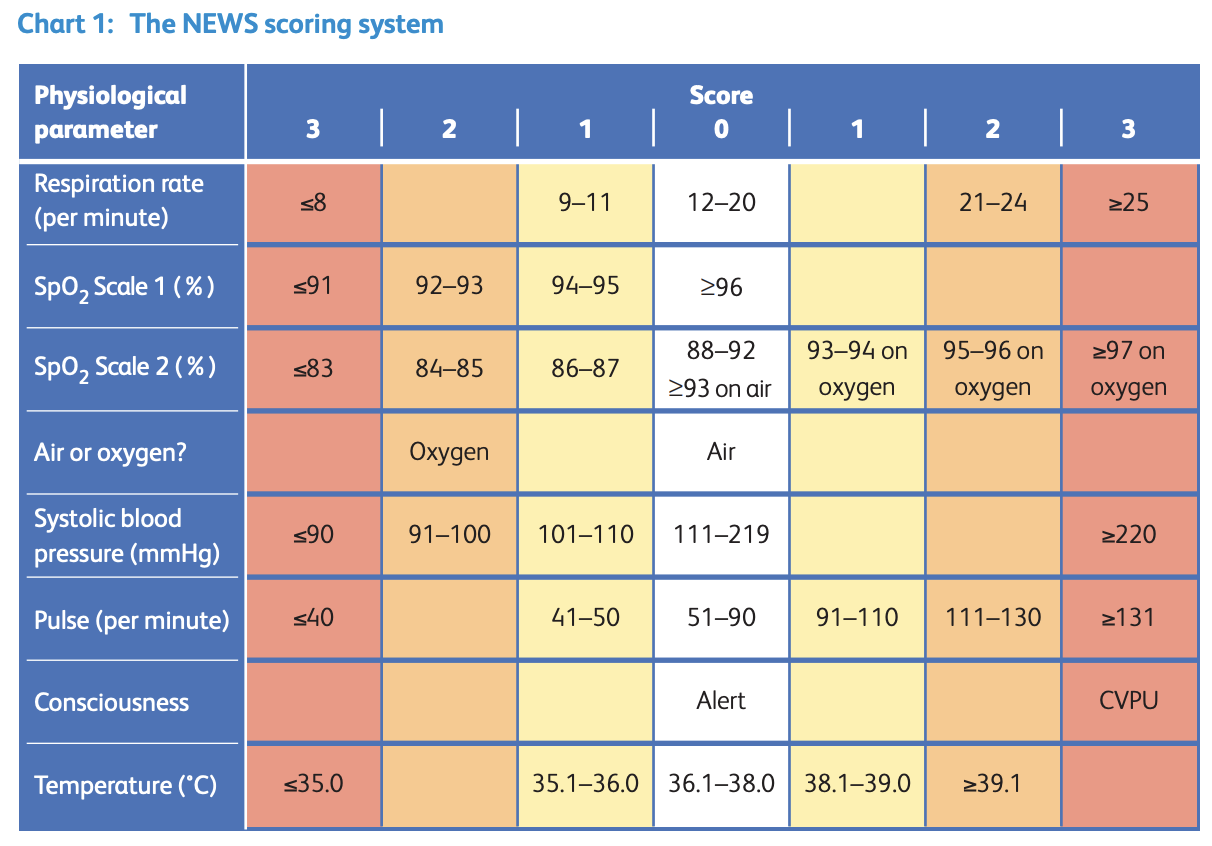 Chart 1: The NEWS scoring system
Physiological
parameter
Score
3 2 1 0 1 2 3
Respiration rate
(per minute)
≤8 9–11 12–20 21–24 ≥25
SpO₂ Scale 1 (%)
≤91 92–93 94–95 ≥96
SpO₂ Scale 2 (%)
≤83 84–85 86–87
88–92
≥93 on air
93–94 on
oxygen
95–96 on
oxygen
≥97 on
oxygen
Air or oxygen?
Oxygen Air
Systolic blood
pressure (mmHg)
≤90 91–100 101–110 111–219 ≥220
Pulse (per minute)
≤40 41–50 51–90 91–110 111–130 ≥131
Consciousness
Alert CVPU
Temperature (°C)
≤35.0 35.1–36.0 36.1–38.0 38.1–39.0 ≥39.1